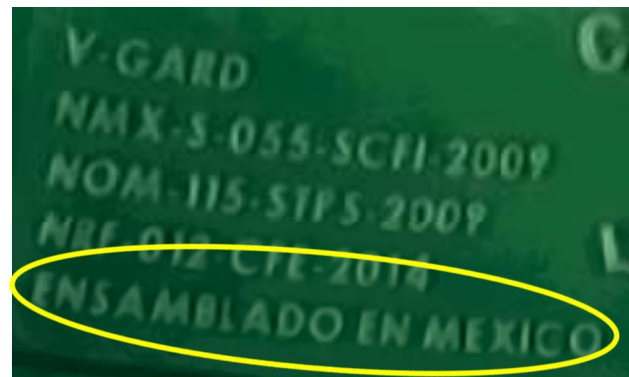 V-GARD
NMX-S-055-SCFI-2009
NOM-115-STPS-2009
NRF-012-CFE-2014
ENSAMBLADO EN MEXICO
C
L